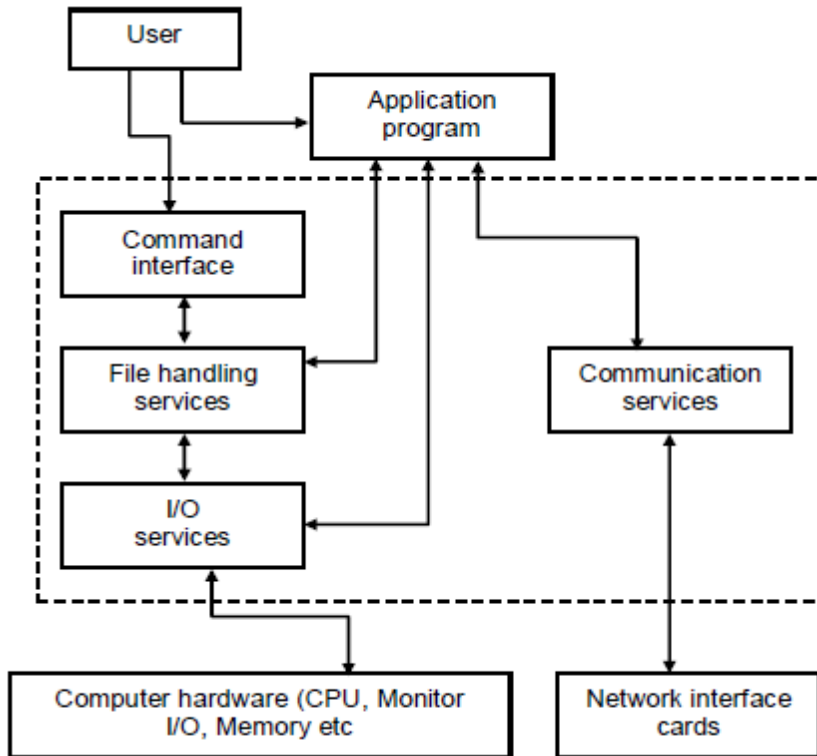 User
Application
program
Command
interface
File handling
services
Communication
services
I/O
services
Computer hardware (CPU, Monitor
I/O, Memory etc
Network interface
cards